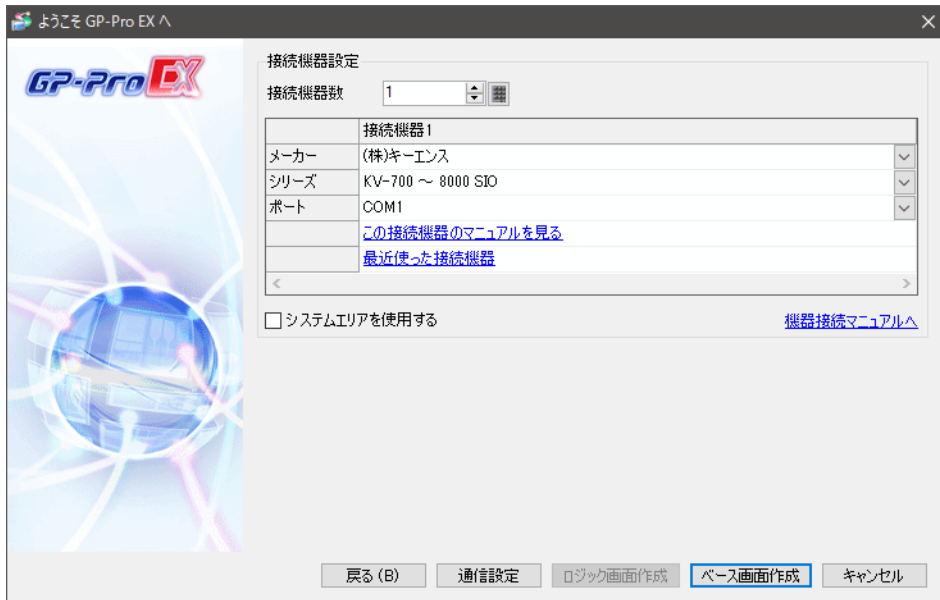 ようこそ GP-Pro EX へ
GP-Pro EX
接続機器設定
接続機器数 1
接続機器1
メーカー (株)キーエンス
シリーズ KV-700 ～ 8000 SIO
ポート COM1
この接続機器のマニュアルを見る
最近使った接続機器
システムエリアを使用する 機器接続マニュアルへ
戻る (B) 通信設定 ロジック画面作成 ベース画面作成 キャンセル